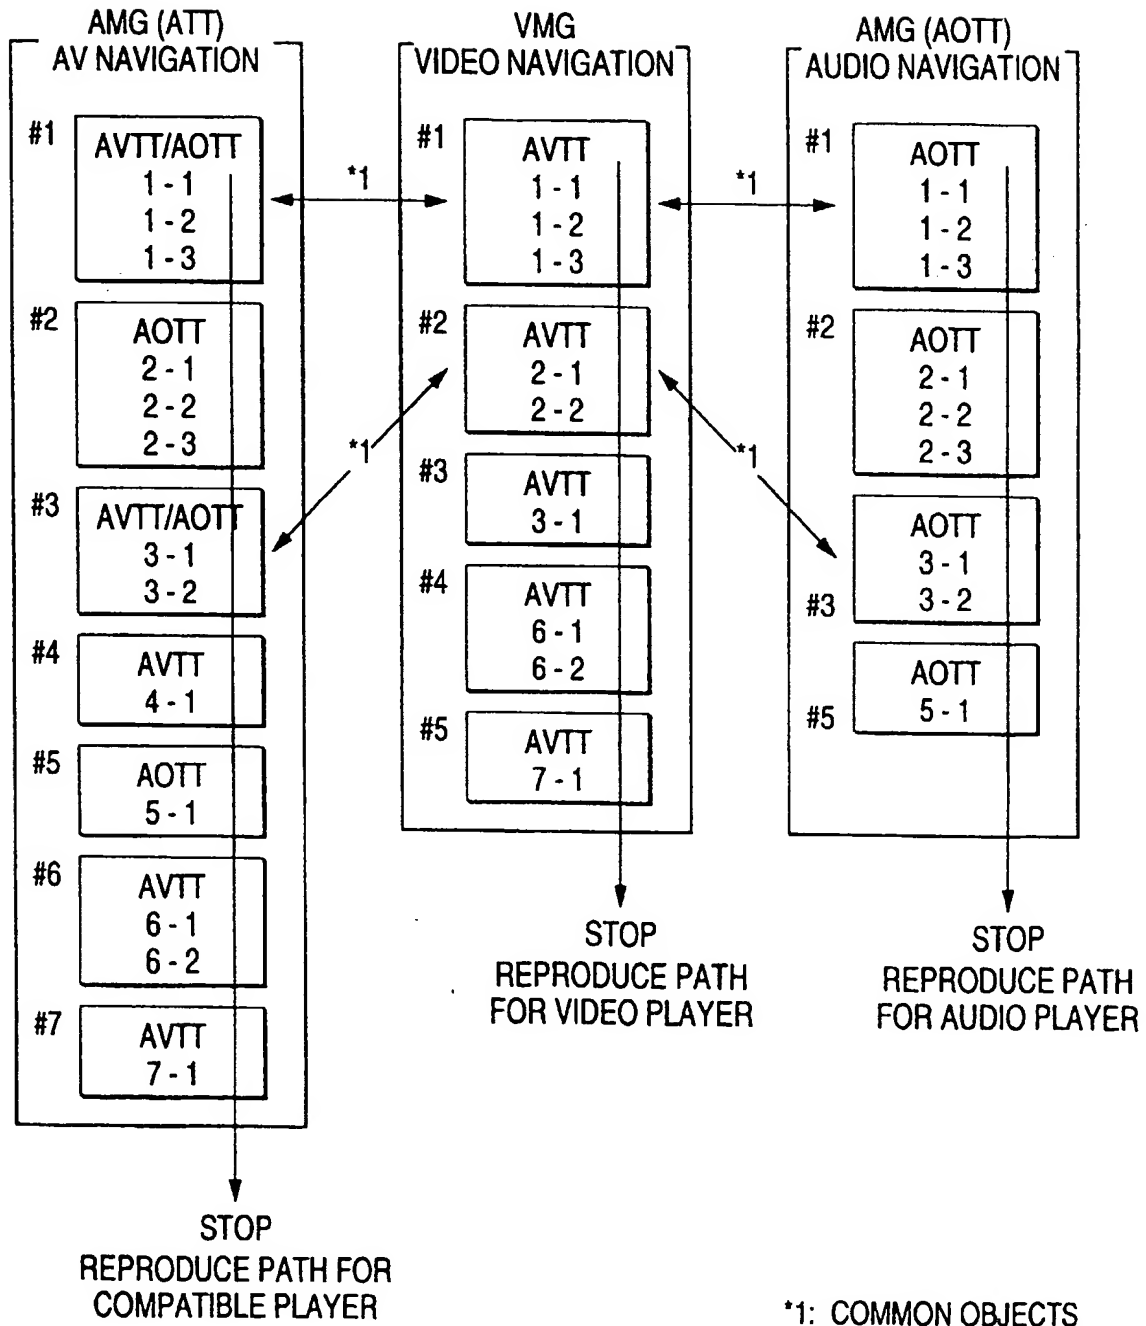 AMG (ATT)
AV NAVIGATION
#1
AVTT/AOTT
1 - 1
1 - 2
1 - 3
#2
AOTT
2 - 1
2 - 2
2 - 3
#3
AVTT/AOTT
3 - 1
3 - 2
#4
AVTT
4 - 1
#5
AOTT
5 - 1
#6
AVTT
6 - 1
6 - 2
#7
AVTT
7 - 1
STOP
REPRODUCE PATH FOR
COMPATIBLE PLAYER
*1
*1
VMG
VIDEO NAVIGATION
#1
AVTT
1 - 1
1 - 2
1 - 3
#2
AVTT
2 - 1
2 - 2
#3
AVTT
3 - 1
#4
AVTT
6 - 1
6 - 2
#5
AVTT
7 - 1
STOP
REPRODUCE PATH
FOR VIDEO PLAYER
*1
*1
AMG (AOTT)
AUDIO NAVIGATION
#1
AOTT
1 - 1
1 - 2
1 - 3
#2
AOTT
2 - 1
2 - 2
2 - 3
AOTT
3 - 1
#3
3 - 2
AOTT
#5
5 - 1
STOP
REPRODUCE PATH
FOR AUDIO PLAYER
*1: COMMON OBJECTS